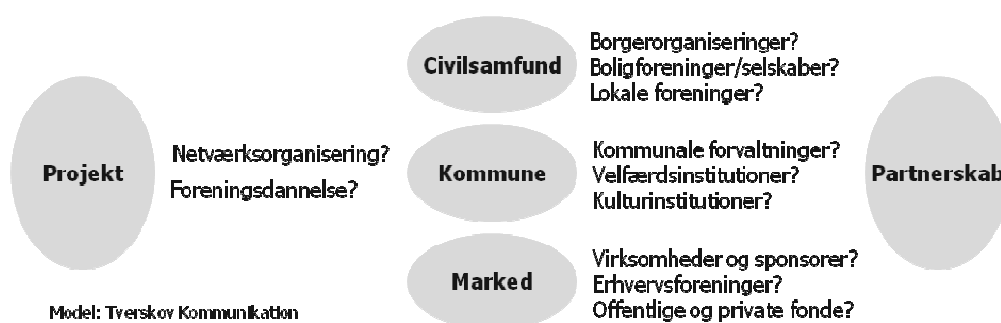 Projekt
Netværksorganisering?
Foreningsdannelse?
Civilsamfund
Borgerorganiseringer?
Boligforeninger/selskaber?
Lokale foreninger?
Kommune
Kommunale forvaltninger?
Velfærdsinstitutioner?
Kulturinstitutioner?
Marked
Virksomheder og sponsorer?
Erhvervsforeninger?
Offentlige og private fonde?
Partnerskab
Model: Tverskov Kommunikation